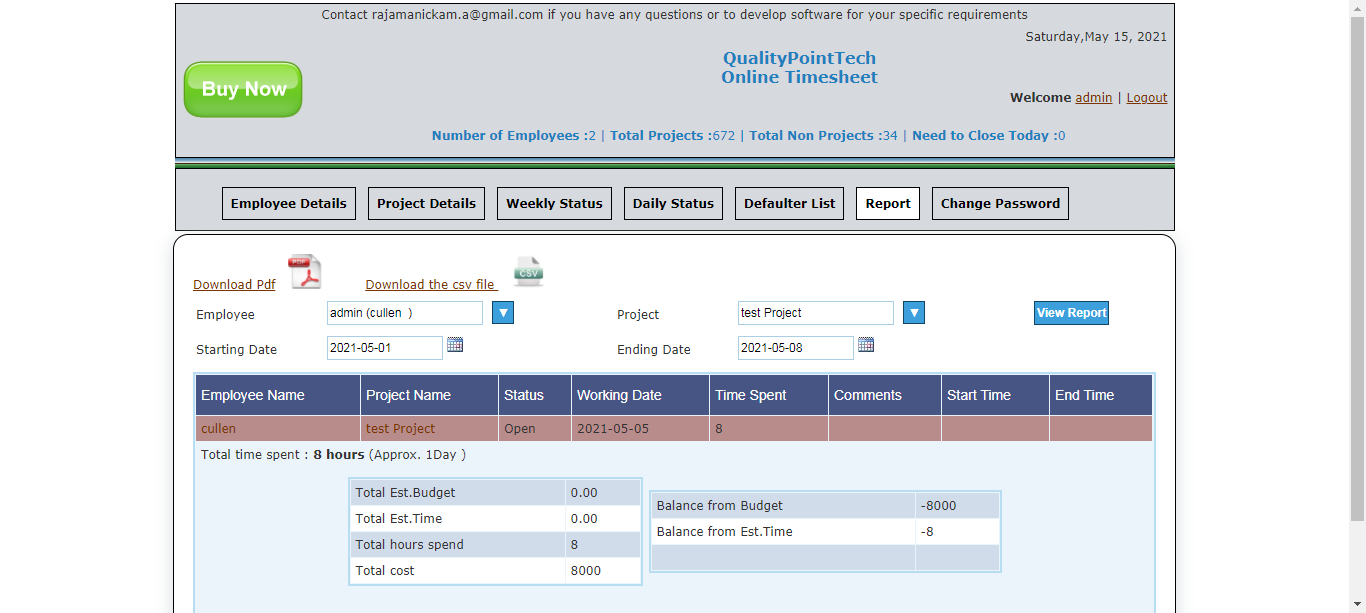 Contact rajamanickam.a@gmail.com if you have any questions or to develop software for your specific requirements
Saturday,May 15, 2021
QualityPointTech
Online Timesheet
Buy Now
Welcome admin | Logout
Number of Employees :2 | Total Projects :672 | Total Non Projects :34 | Need to Close Today :0
Employee Details Project Details Weekly Status Daily Status Defaulter List Report Change Password
Download Pdf PDF Download the csv file CSV
Employee admin (cullen ) Project test Project View Report
Starting Date 2021-05-01 Ending Date 2021-05-08
Employee Name Project Name Status Working Date Time Spent Comments Start Time End Time
cullen test Project Open 2021-05-05 8
Total time spent : 8 hours (Approx. 1Day )
Total Est.Budget 0.00
Total Est.Time 0.00
Total hours spend 8
Total cost 8000
Balance from Budget -8000
Balance from Est.Time -8